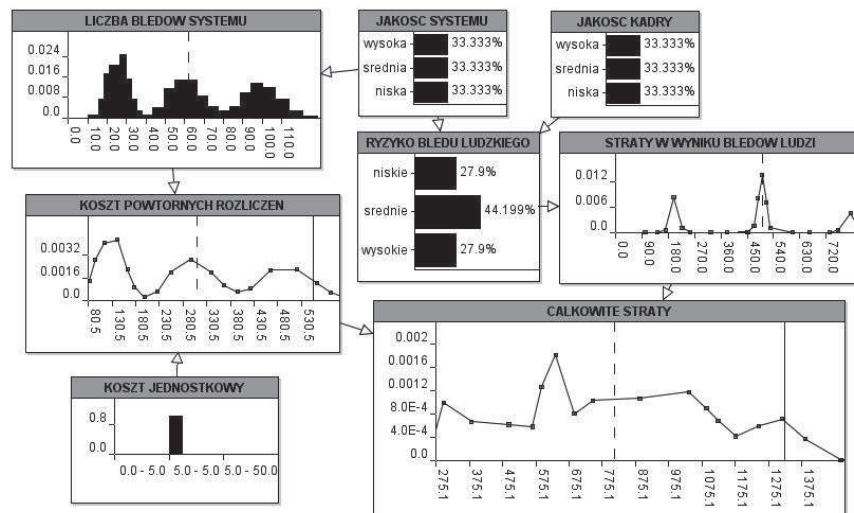 LICZBA BLEDOW SYSTEMU
0.024
0.016
0.008
0.0
0.0
10.0
20.0
30.0
40.0
50.0
60.0
70.0
80.0
90.0
100.0
110.0
JAKOSC SYSTEMU
wysoka 33.333%
srednia 33.333%
niska 33.333%
JAKOSC KADRY
wysoka 33.333%
srednia 33.333%
niska 33.333%
RYZYKO BLEDU LUDZKIEGO
niskie 27.9%
srednie 44.199%
wysokie 27.9%
STRATY W WYNIKU BLEDOW LUDZI
0.012
0.006
0.0
0.0
90.0
180.0
270.0
360.0
450.0
540.0
630.0
720.0
KOSZT POWTORNYCH ROZLICZEN
0.0032
0.0016
0.0
80.5
130.5
180.5
230.5
280.5
330.5
380.5
430.5
480.5
530.5
CALKOWITE STRATY
0.002
0.0016
0.0012
8.0E-4
4.0E-4
0.0
275.1
375.1
475.1
575.1
675.1
775.1
875.1
975.1
1075.1
1175.1
1275.1
1375.1
KOSZT JEDNOSTKOWY
0.8
0.0
0.0 - 5.0 5.0 - 5.0 5.0 - 50.0